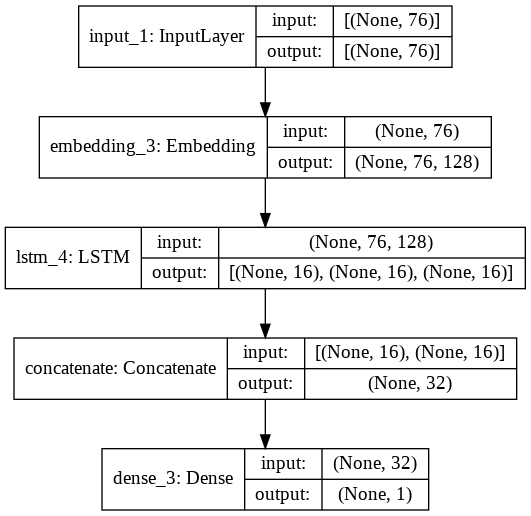 input_1: InputLayer
input: [(None, 76)]
output: [(None, 76)]
embedding_3: Embedding
input: (None, 76)
output: (None, 76, 128)
lstm_4: LSTM
input: (None, 76, 128)
output: [(None, 16), (None, 16), (None, 16)]
concatenate: Concatenate
input: [(None, 16), (None, 16)]
output: (None, 32)
dense_3: Dense
input: (None, 32)
output: (None, 1)